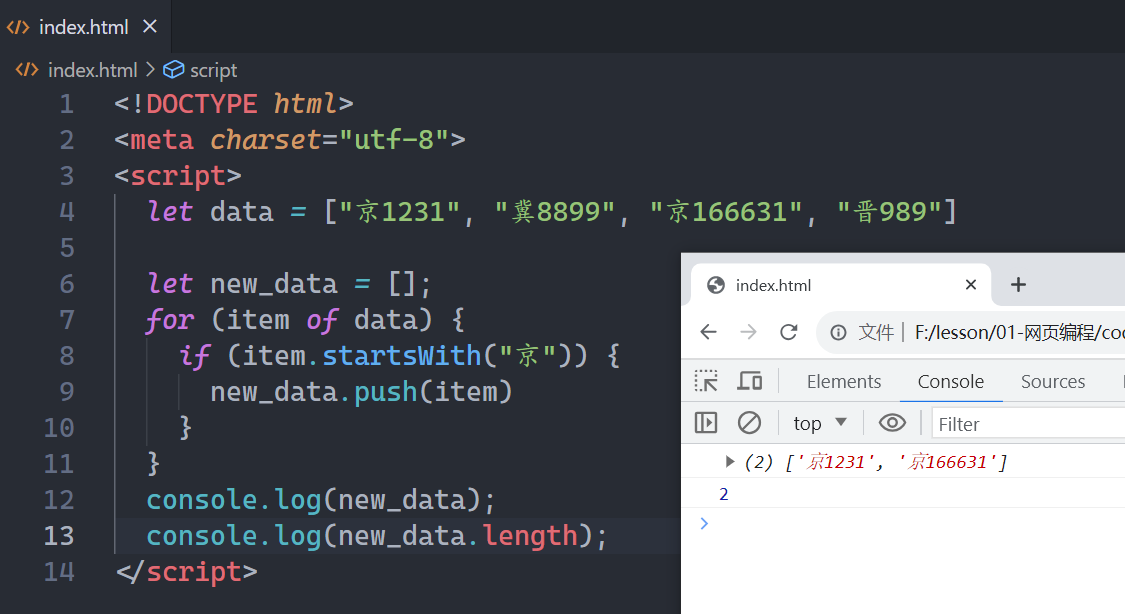 index.html
index.html > script
1 <!DOCTYPE html>
2 <meta charset="utf-8">
3 <script>
4 let data = ["京1231", "冀8899", "京166631", "晋989"]
5
6 let new_data = [];
7 for (item of data) {
8 if (item.startsWith("京")) {
9 new_data.push(item)
10 }
11 }
12 console.log(new_data);
13 console.log(new_data.length);
14 </script>
index.html
文件 | F:/lesson/01-网页编程/co
Elements Console Sources
top Filter
(2) ['京1231', '京166631']
2